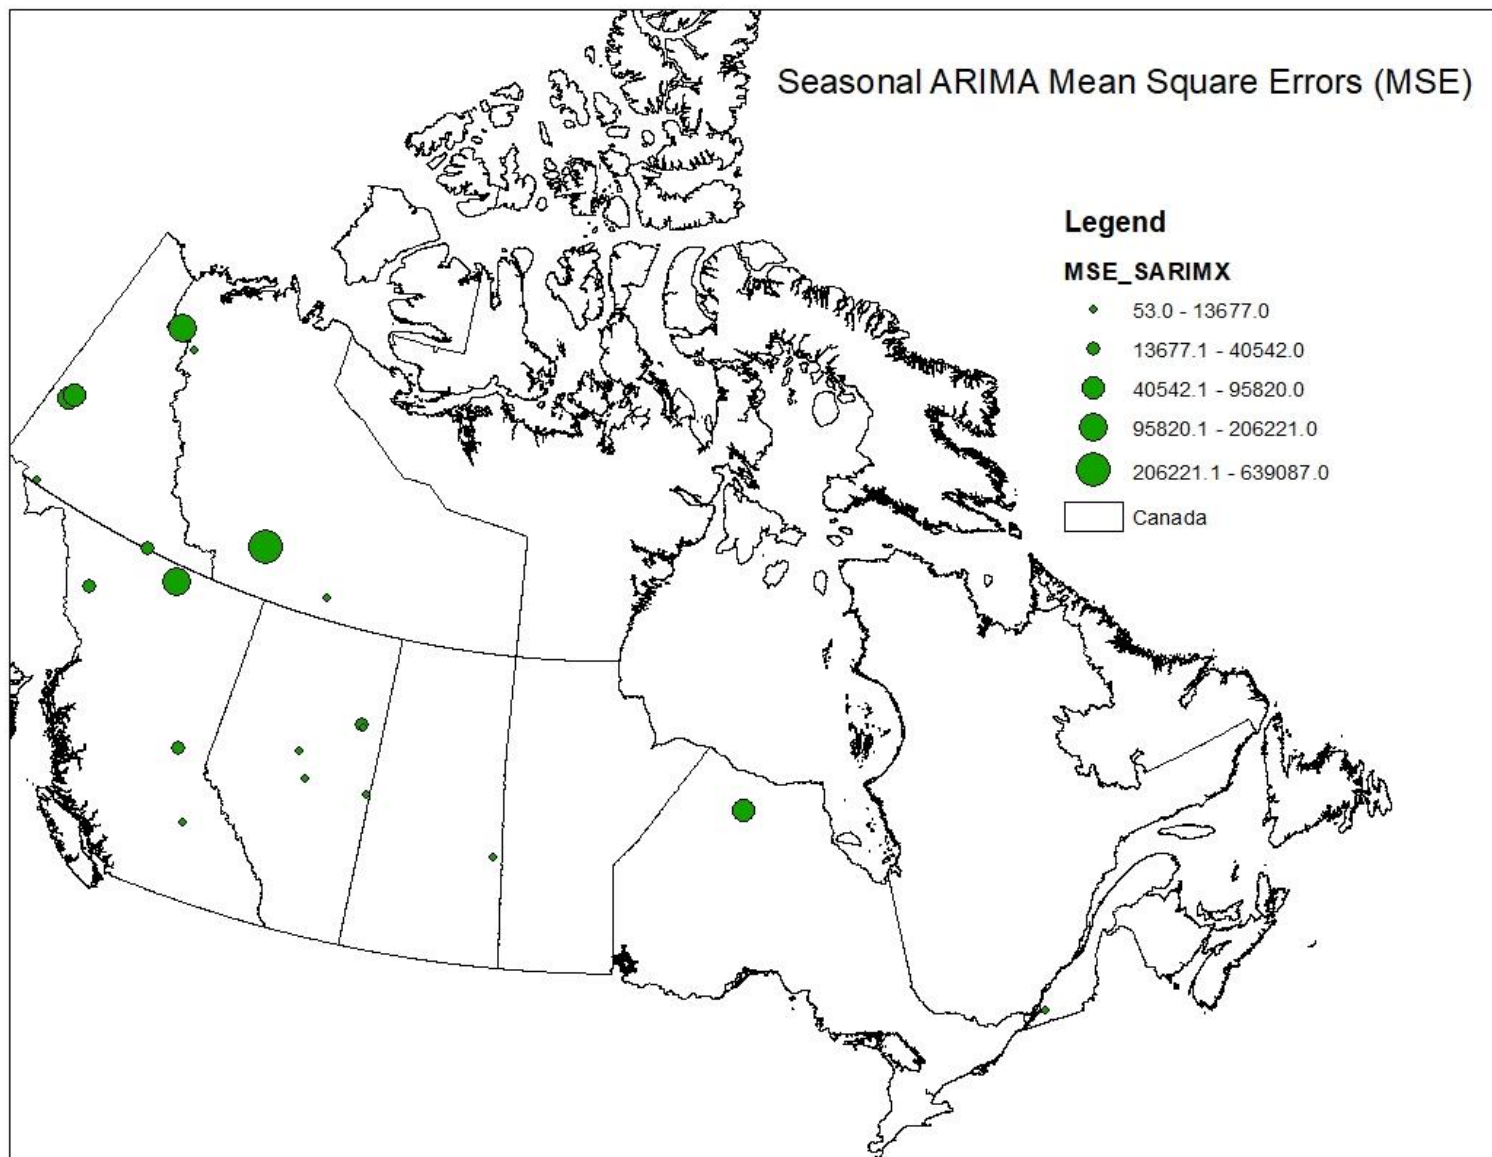 Seasonal ARIMA Mean Square Errors (MSE)
Legend
MSE_SARIMX
53.0 - 13677.0
13677.1 - 40542.0
40542.1 - 95820.0
95820.1 - 206221.0
206221.1 - 639087.0
Canada